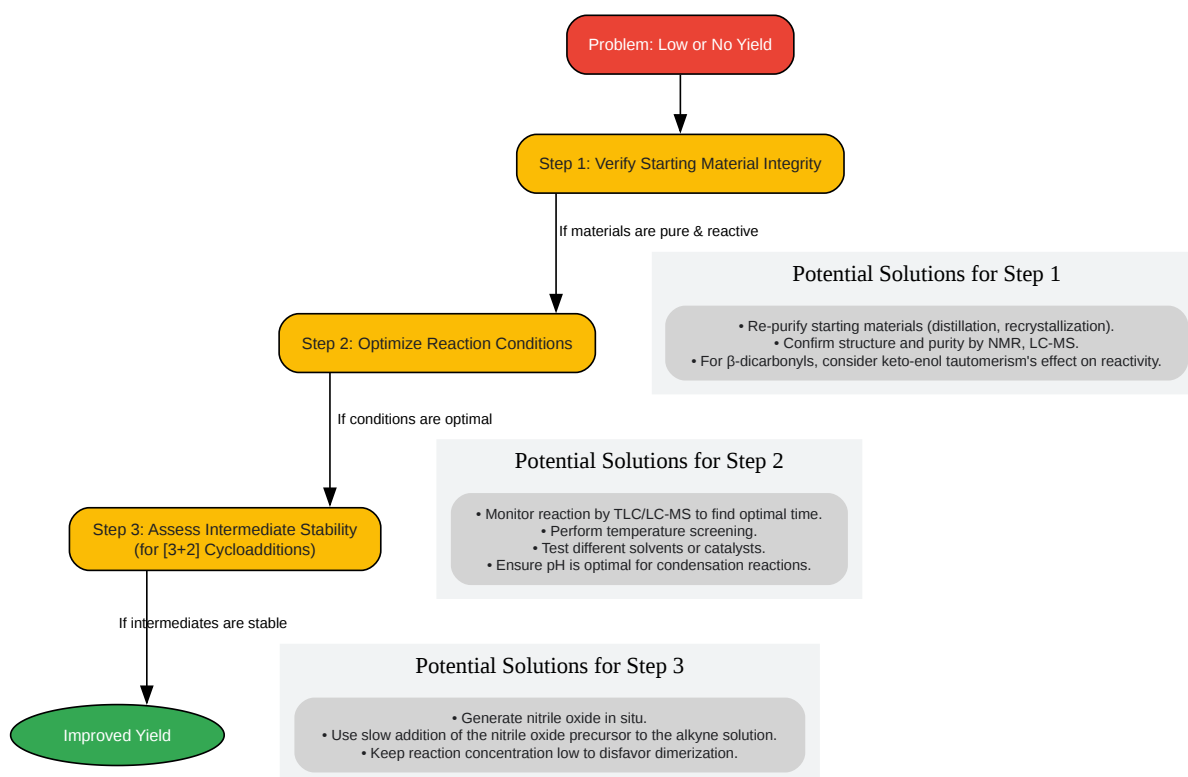 Problem: Low or No Yield
Step 1: Verify Starting Material Integrity
If materials are pure & reactive
Potential Solutions for Step 1
• Re-purify starting materials (distillation, recrystallization).
• Confirm structure and purity by NMR, LC-MS.
• For β-dicarbonyls, consider keto-enol tautomerism's effect on reactivity.
Step 2: Optimize Reaction Conditions
If conditions are optimal
Potential Solutions for Step 2
• Monitor reaction by TLC/LC-MS to find optimal time.
• Perform temperature screening.
• Test different solvents or catalysts.
• Ensure pH is optimal for condensation reactions.
Step 3: Assess Intermediate Stability
(for [3+2] Cycloadditions)
If intermediates are stable
Potential Solutions for Step 3
• Generate nitrile oxide in situ.
• Use slow addition of the nitrile oxide precursor to the alkyne solution.
• Keep reaction concentration low to disfavor dimerization.
Improved Yield